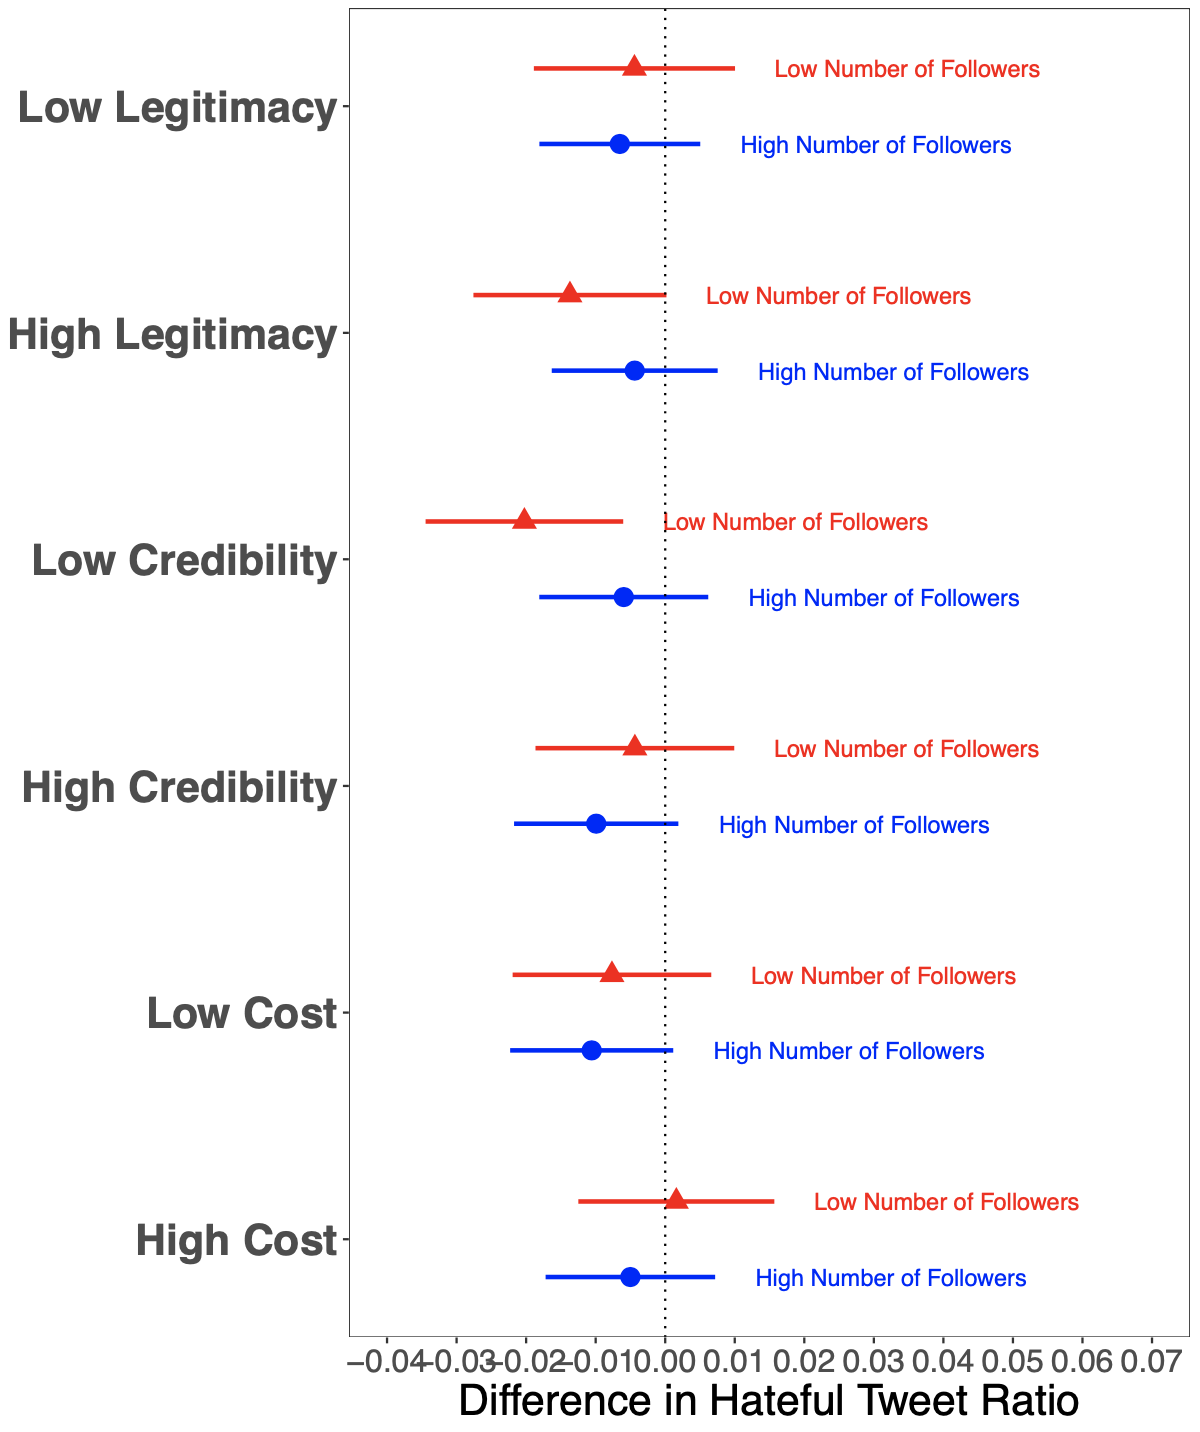 Low Legitimacy
Low Number of Followers
High Number of Followers
High Legitimacy
Low Number of Followers
High Number of Followers
Low Credibility
Low Number of Followers
High Number of Followers
High Credibility
Low Number of Followers
High Number of Followers
Low Cost
Low Number of Followers
High Number of Followers
High Cost
Low Number of Followers
High Number of Followers
−0.04 −0.03 −0.02 −0.01 0.00 0.01 0.02 0.03 0.04 0.05 0.06 0.07
Difference in Hateful Tweet Ratio